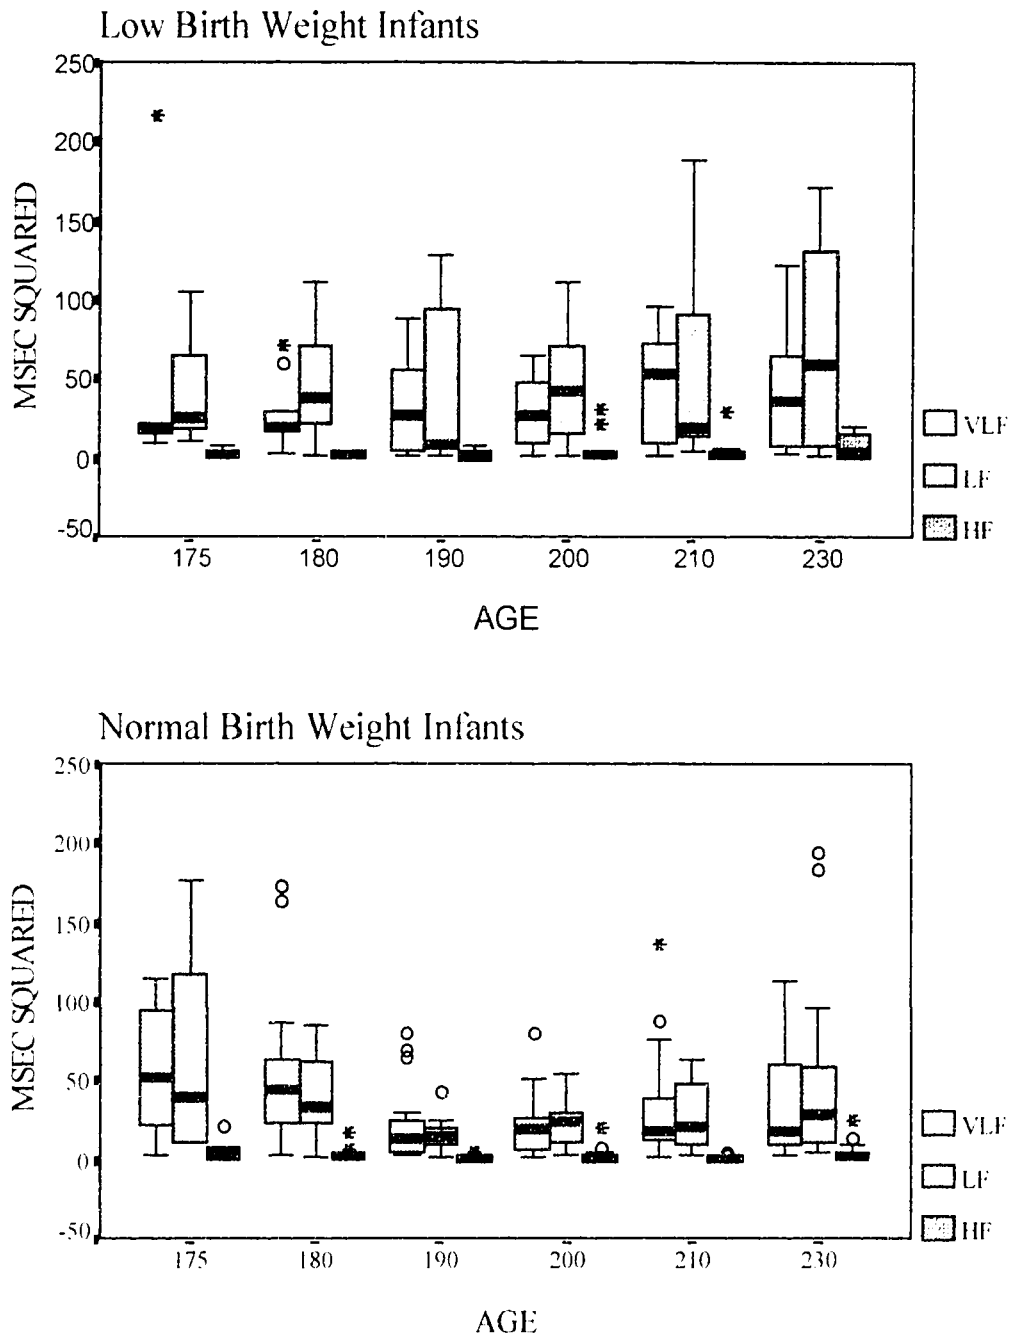 Low Birth Weight Infants
250
200
150
100
50
0
-50
MSEC SQUARED
175 180 190 200 210 230
AGE
VLF
LF
HF
Normal Birth Weight Infants
250
200
150
100
50
0
-50
MSEC SQUARED
175 180 190 200 210 230
AGE
VLF
LF
HF